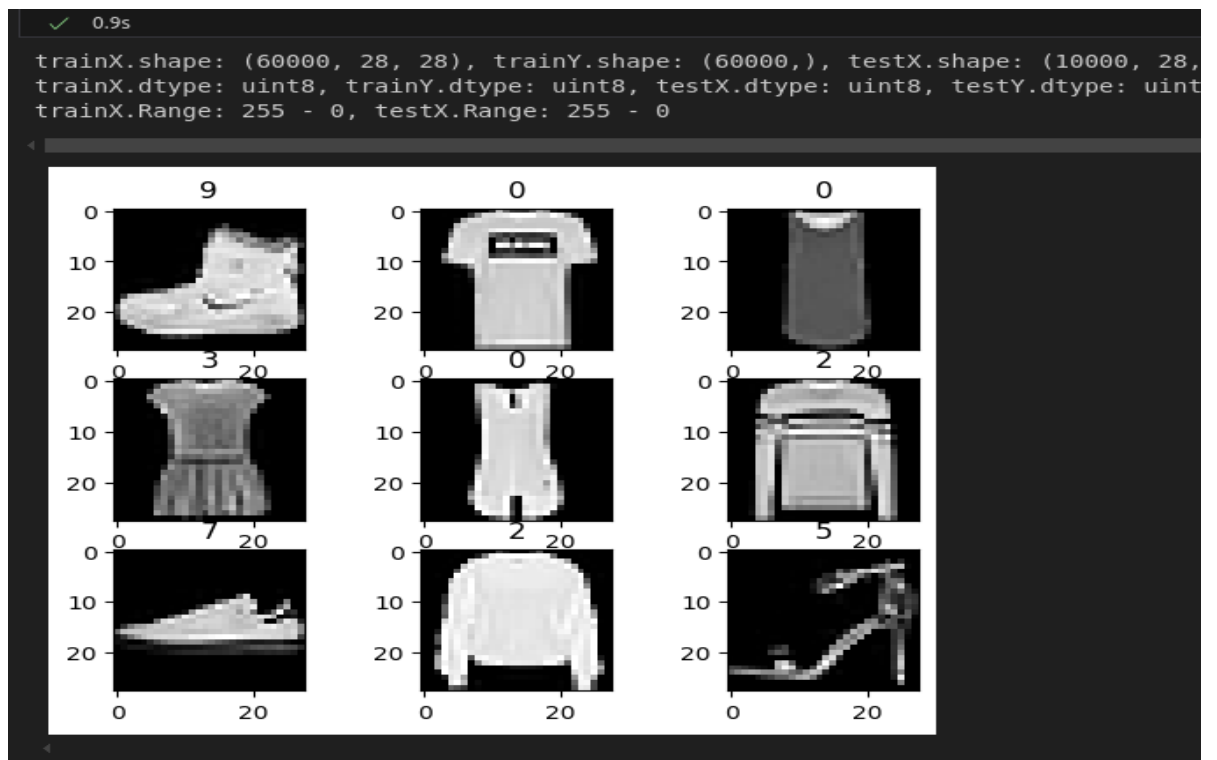 0.9s
trainX.shape: (60000, 28, 28), trainY.shape: (60000,), testX.shape: (10000, 28,
trainX.dtype: uint8, trainY.dtype: uint8, testX.dtype: uint8, testY.dtype: uint
trainX.Range: 255 - 0, testX.Range: 255 - 0
9 0 0
0 0 0
10 10 10
20 20 20
3 0 2
0 20 0 20 0 20
0 0 0
10 10 10
20 20 20
7 2 5
0 20 0 20 0 20
0 0 0
10 10 10
20 20 20
0 20 0 20 0 20